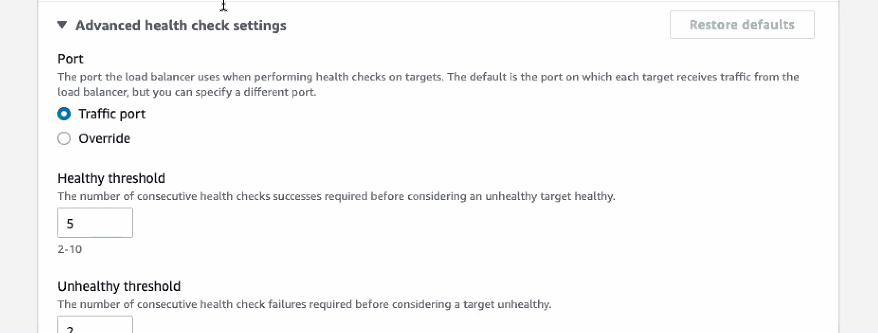 Advanced health check settings
Restore defaults
Port
The port the load balancer uses when performing health checks on targets. The default is the port on which each target receives traffic from the
load balancer, but you can specify a different port.
Traffic port
Override
Healthy threshold
The number of consecutive health checks successes required before considering an unhealthy target healthy.
5
2-10
Unhealthy threshold
The number of consecutive health check failures required before considering a target unhealthy.
2